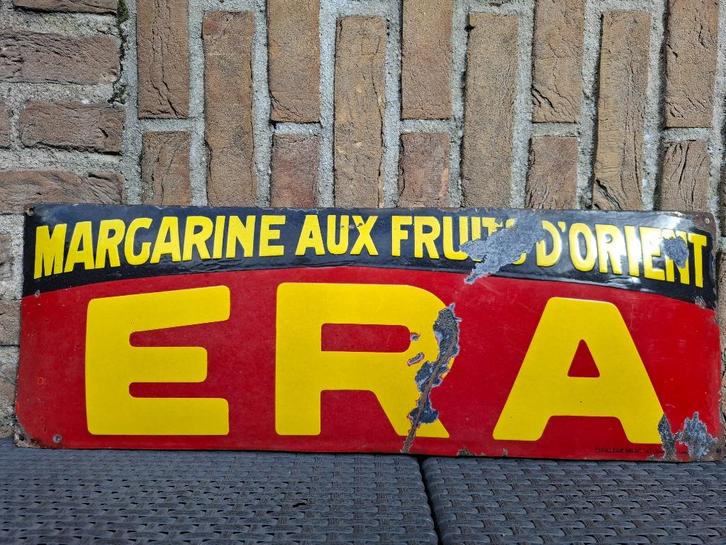 MARGARINE AUX FRUITS D'ORIENT
ERA